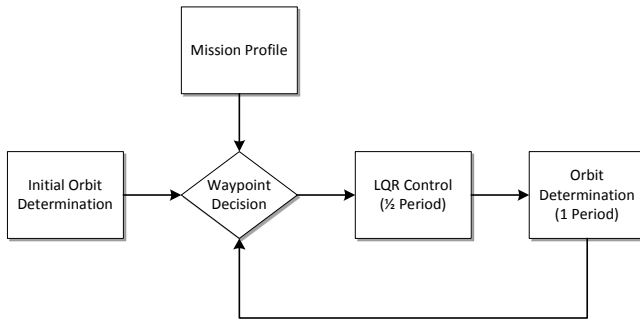 Mission Profile
Initial Orbit
Determination
Waypoint
Decision
LQR Control
(½ Period)
Orbit
Determination
(1 Period)